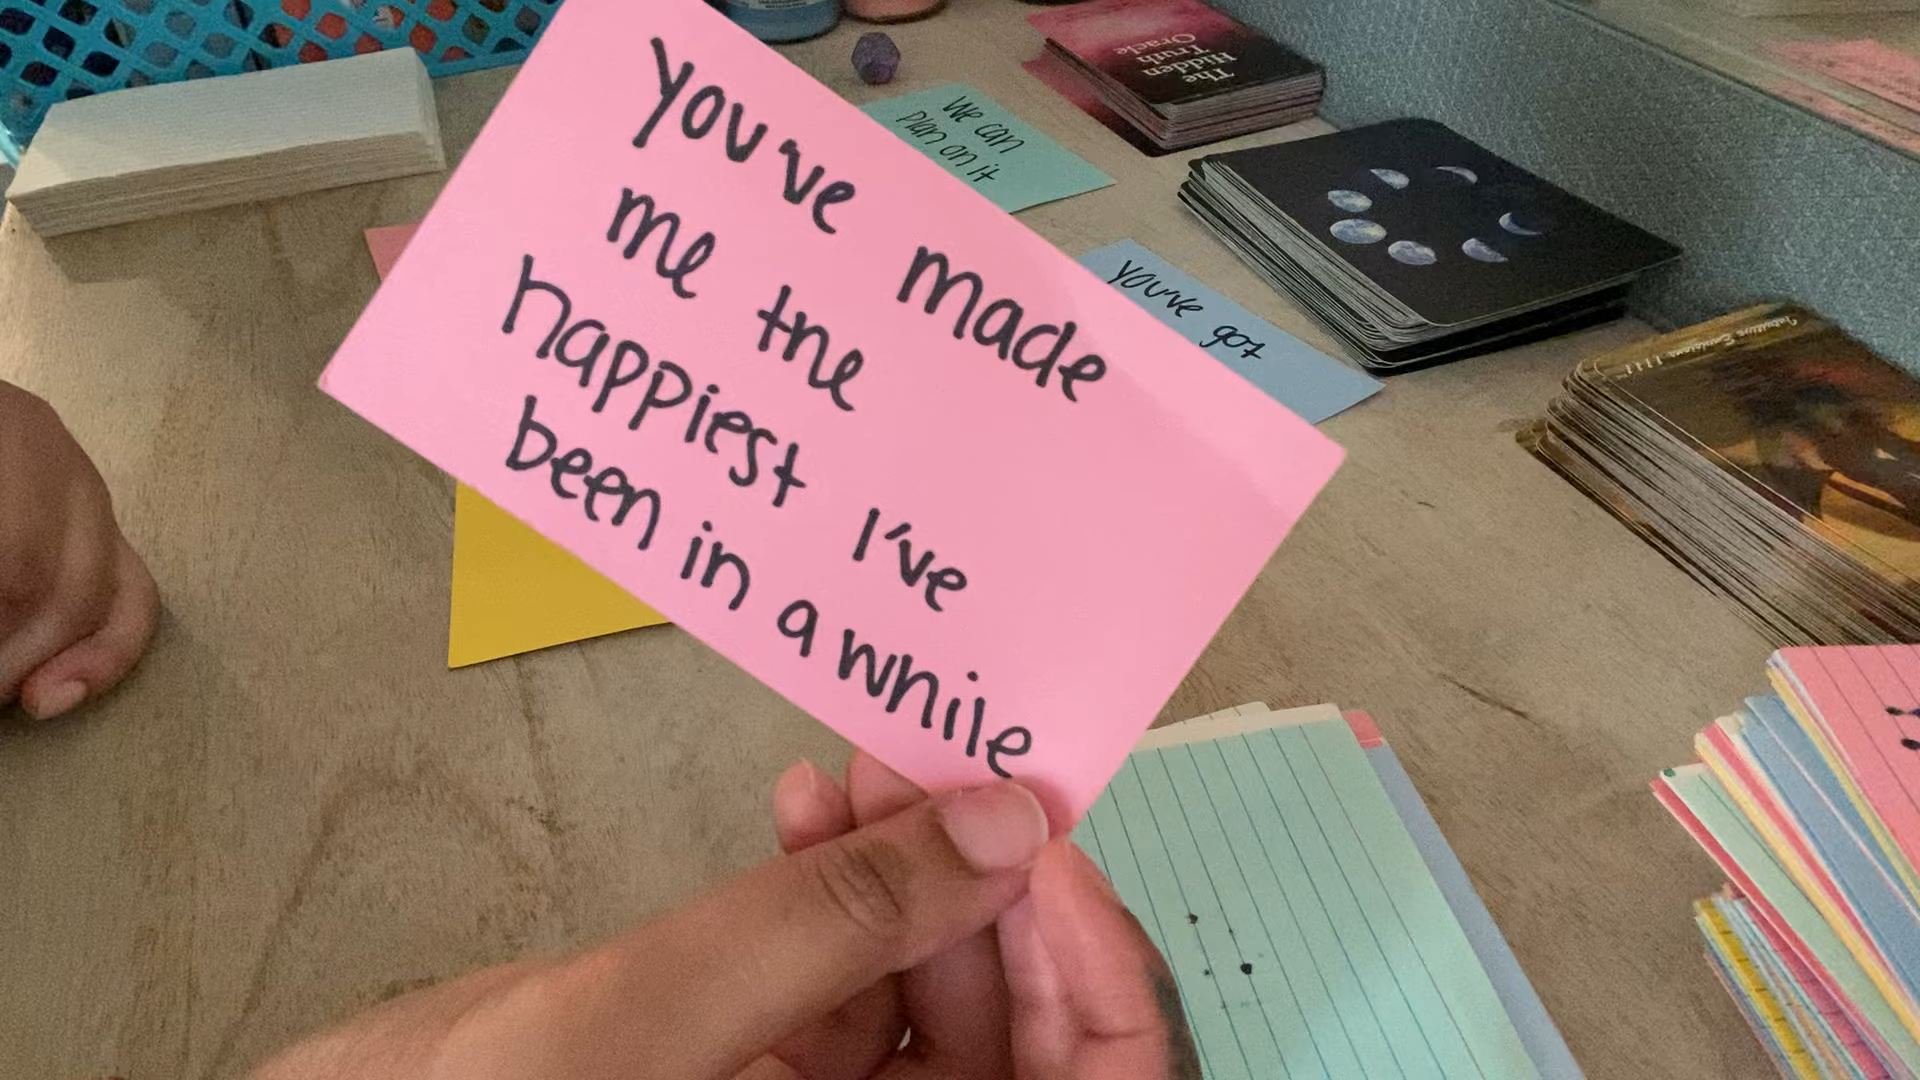 You've made
me the
happiest I've
been in a while
We can
plan on it
You've got
The
Hidden
Truth
Oracle